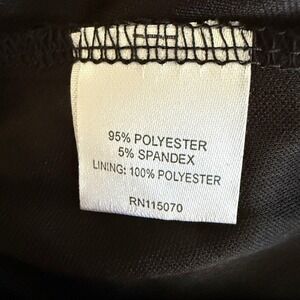 95% POLYESTER
5% SPANDEX
LINING: 100% POLYESTER
RN115070